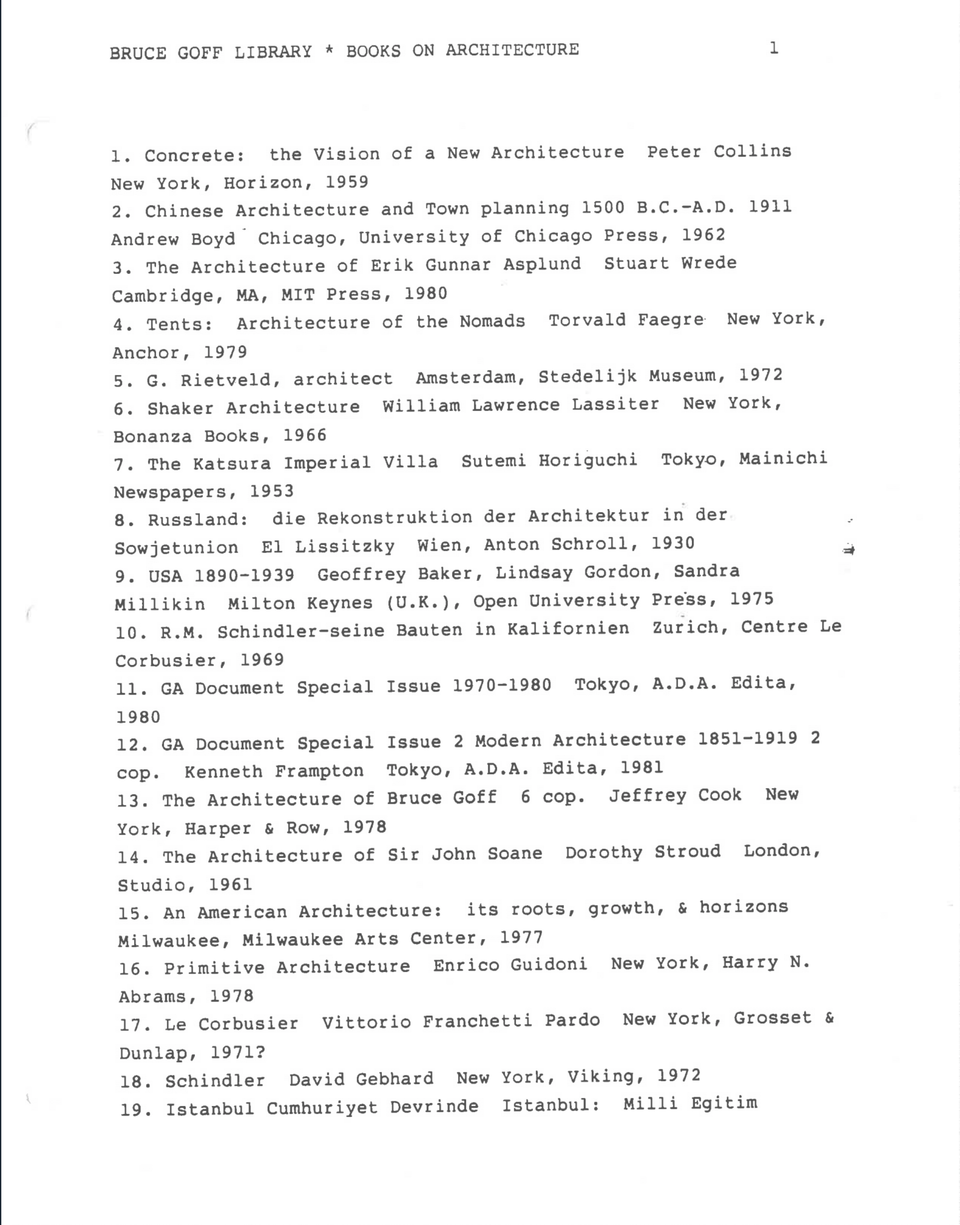 BRUCE GOFF LIBRARY * BOOKS ON ARCHITECTURE 1
1. Concrete: the Vision of a New Architecture Peter Collins
New York, Horizon, 1959
2. Chinese Architecture and Town planning 1500 B.C.-A.D. 1911
Andrew Boyd Chicago, University of Chicago Press, 1962
3. The Architecture of Erik Gunnar Asplund Stuart Wrede
Cambridge, MA, MIT Press, 1980
4. Tents: Architecture of the Nomads Torvald Faegre New York,
Anchor, 1979
5. G. Rietveld, architect Amsterdam, Stedelijk Museum, 1972
6. Shaker Architecture William Lawrence Lassiter New York,
Bonanza Books, 1966
7. The Katsura Imperial Villa Sutemi Horiguchi Tokyo, Mainichi
Newspapers, 1953
8. Russland: die Rekonstruktion der Architektur in der
Sowjetunion El Lissitzky Wien, Anton Schroll, 1930
9. USA 1890-1939 Geoffrey Baker, Lindsay Gordon, Sandra
Millikin Milton Keynes (U.K.), Open University Press, 1975
10. R.M. Schindler-seine Bauten in Kalifornien Zurich, Centre Le
Corbusier, 1969
11. GA Document Special Issue 1970-1980 Tokyo, A.D.A. Edita,
1980
12. GA Document Special Issue 2 Modern Architecture 1851-1919 2
cop. Kenneth Frampton Tokyo, A.D.A. Edita, 1981
13. The Architecture of Bruce Goff 6 cop. Jeffrey Cook New
York, Harper & Row, 1978
14. The Architecture of Sir John Soane Dorothy Stroud London,
Studio, 1961
15. An American Architecture: its roots, growth, & horizons
Milwaukee, Milwaukee Arts Center, 1977
16. Primitive Architecture Enrico Guidoni New York, Harry N.
Abrams, 1978
17. Le Corbusier Vittorio Franchetti Pardo New York, Grosset &
Dunlap, 1971?
18. Schindler David Gebhard New York, Viking, 1972
19. Istanbul Cumhuriyet Devrinde Istanbul: Milli Egitim